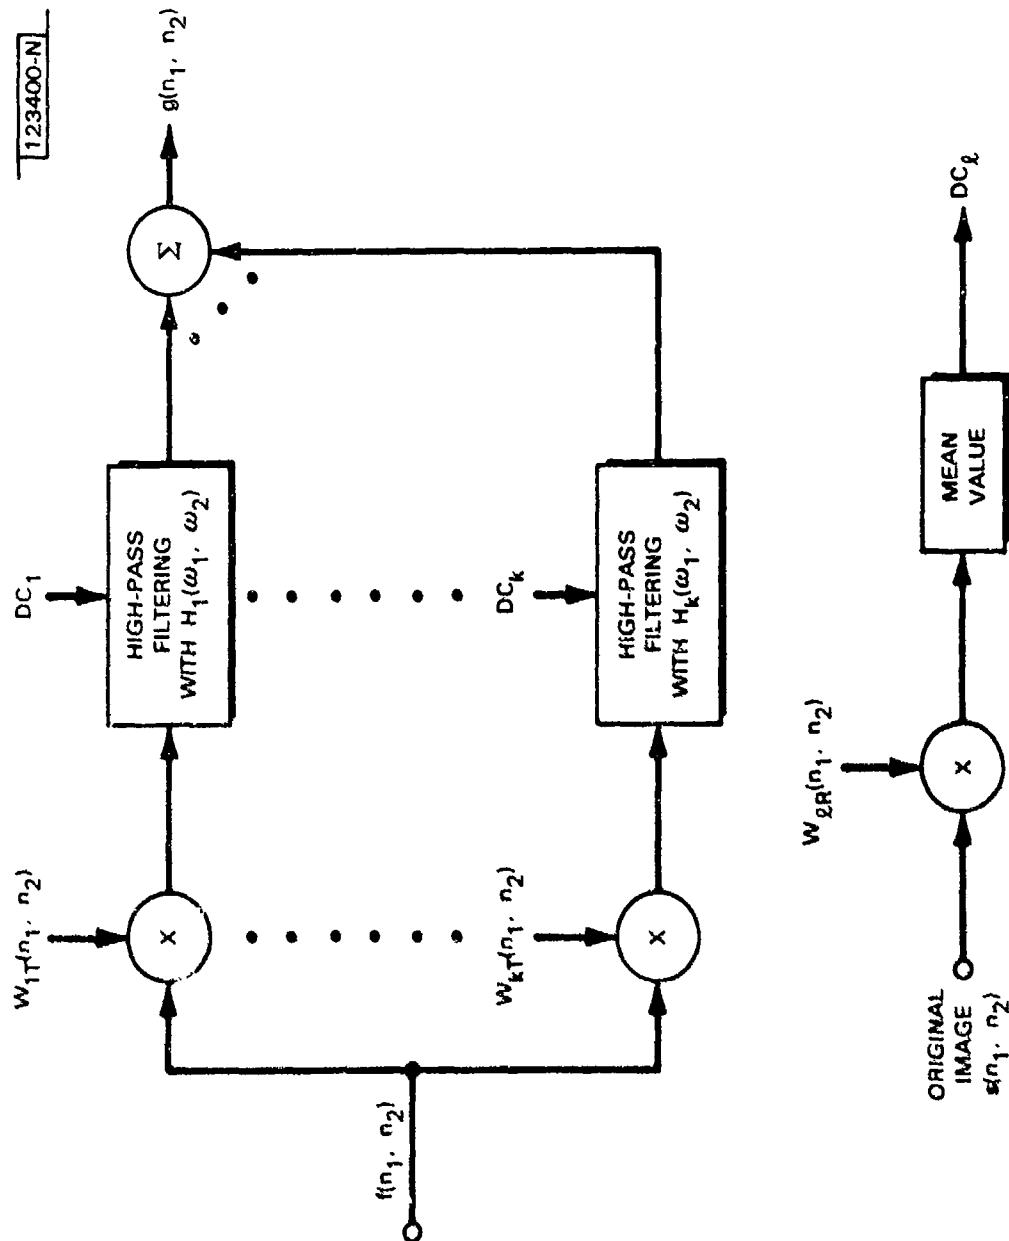 123400-N
f(n₁, n₂)
W₁T(n₁, n₂)
X
DC₁
HIGH-PASS
FILTERING
WITH H₁(ω₁, ω₂)
Σ
g(n₁, n₂)
WₖT(n₁, n₂)
X
DCₖ
HIGH-PASS
FILTERING
WITH Hₖ(ω₁, ω₂)
ORIGINAL
IMAGE
s(n₁, n₂)
WℓR(n₁, n₂)
X
MEAN
VALUE
DCℓ